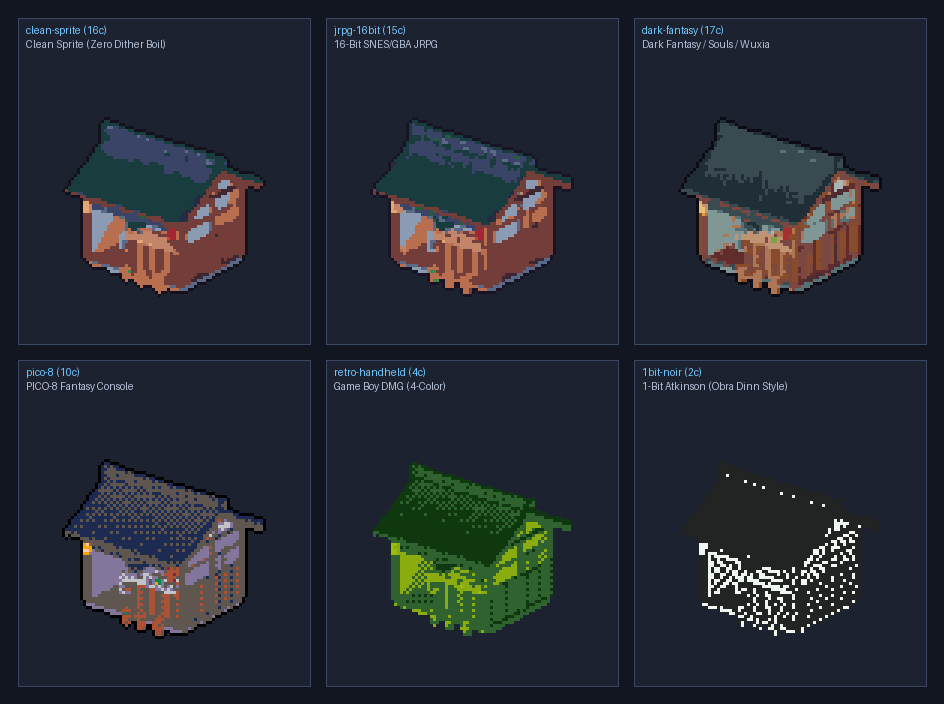 clean-sprite (16c)
Clean Sprite (Zero Dither Boil)
jrpg-16bit (15c)
16-Bit SNES/GBA JRPG
dark-fantasy (17c)
Dark Fantasy / Souls / Wuxia
pico-8 (10c)
PICO-8 Fantasy Console
retro-handheld (4c)
Game Boy DMG (4-Color)
1bit-noir (2c)
1-Bit Atkinson (Obra Dinn Style)